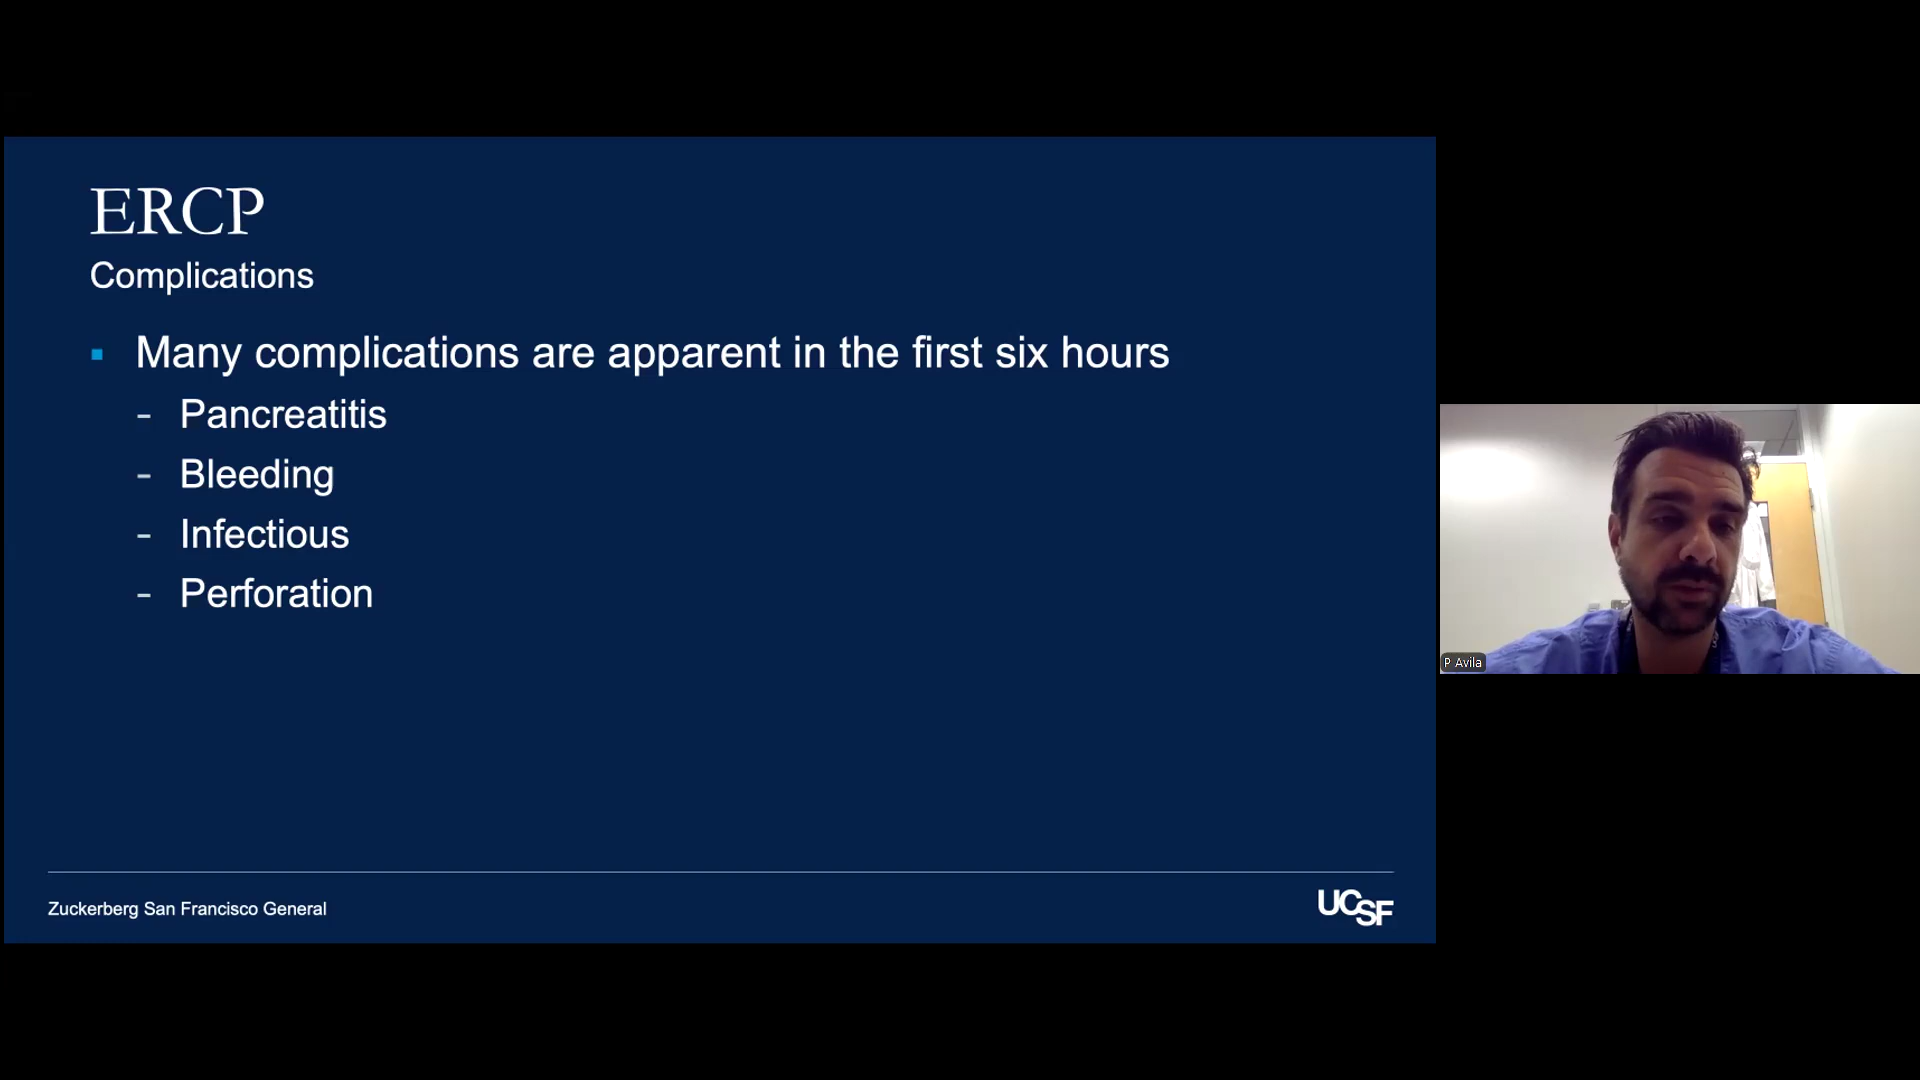 ERCP
Complications
▪ Many complications are apparent in the first six hours
- Pancreatitis
- Bleeding
- Infectious
- Perforation
Zuckerberg San Francisco General
UCSF
P Avila